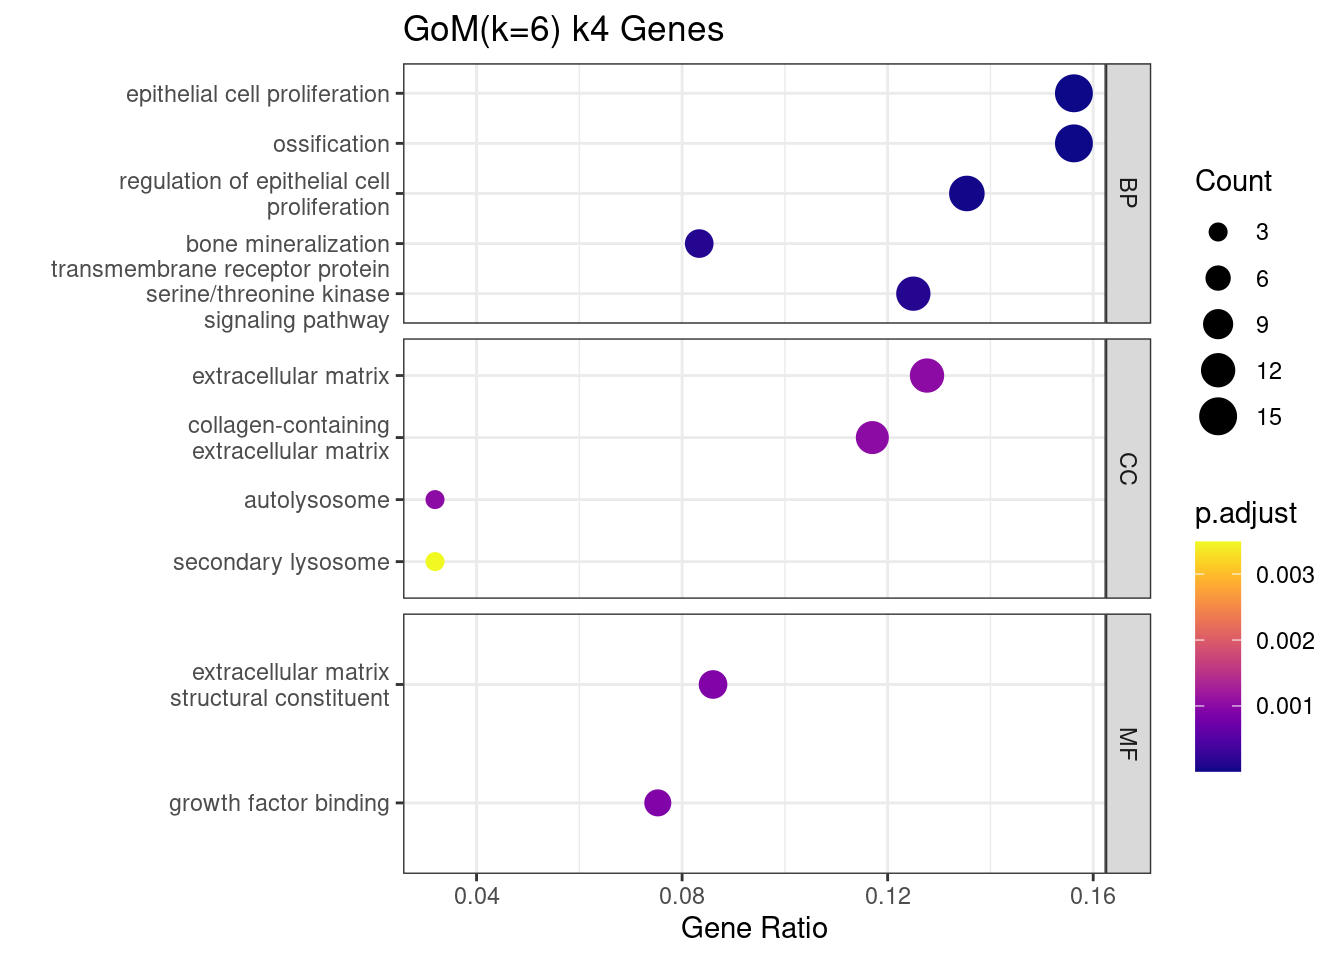 GoM(k=6) k4 Genes
epithelial cell proliferation
ossification
regulation of epithelial cell
proliferation
bone mineralization
transmembrane receptor protein
serine/threonine kinase
signaling pathway
BP
extracellular matrix
collagen-containing
extracellular matrix
autolysosome
secondary lysosome
CC
extracellular matrix
structural constituent
growth factor binding
MF
0.04
0.08
0.12
0.16
Gene Ratio
Count
3
6
9
12
15
p.adjust
0.003
0.002
0.001